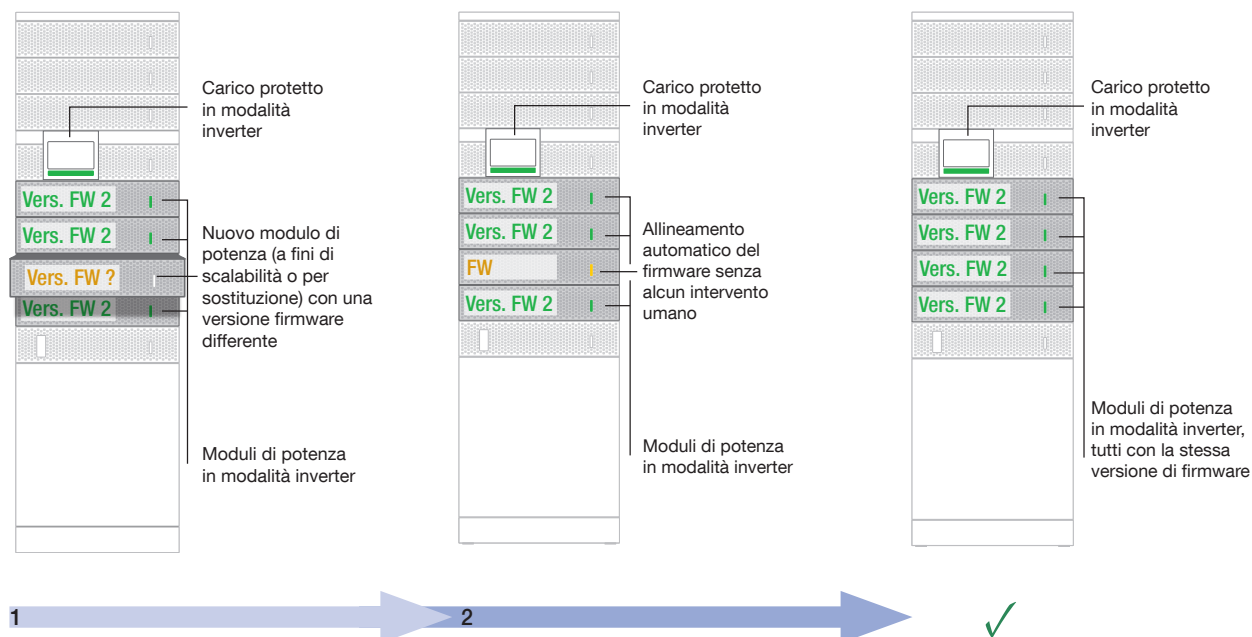 Carico protetto
in modalità
inverter
Vers. FW 2
Vers. FW 2
Vers. FW ?
Vers. FW 2
Nuovo modulo di
potenza (a fini di
scalabilità o per
sostituzione) con una
versione firmware
differente
Moduli di potenza
in modalità inverter
Carico protetto
in modalità
inverter
Vers. FW 2
Vers. FW 2
FW
Vers. FW 2
Allineamento
automatico del
firmware senza
alcun intervento
umano
Moduli di potenza
in modalità inverter
Carico protetto
in modalità
inverter
Vers. FW 2
Vers. FW 2
Vers. FW 2
Vers. FW 2
Moduli di potenza
in modalità inverter,
tutti con la stessa
versione di firmware
1
2